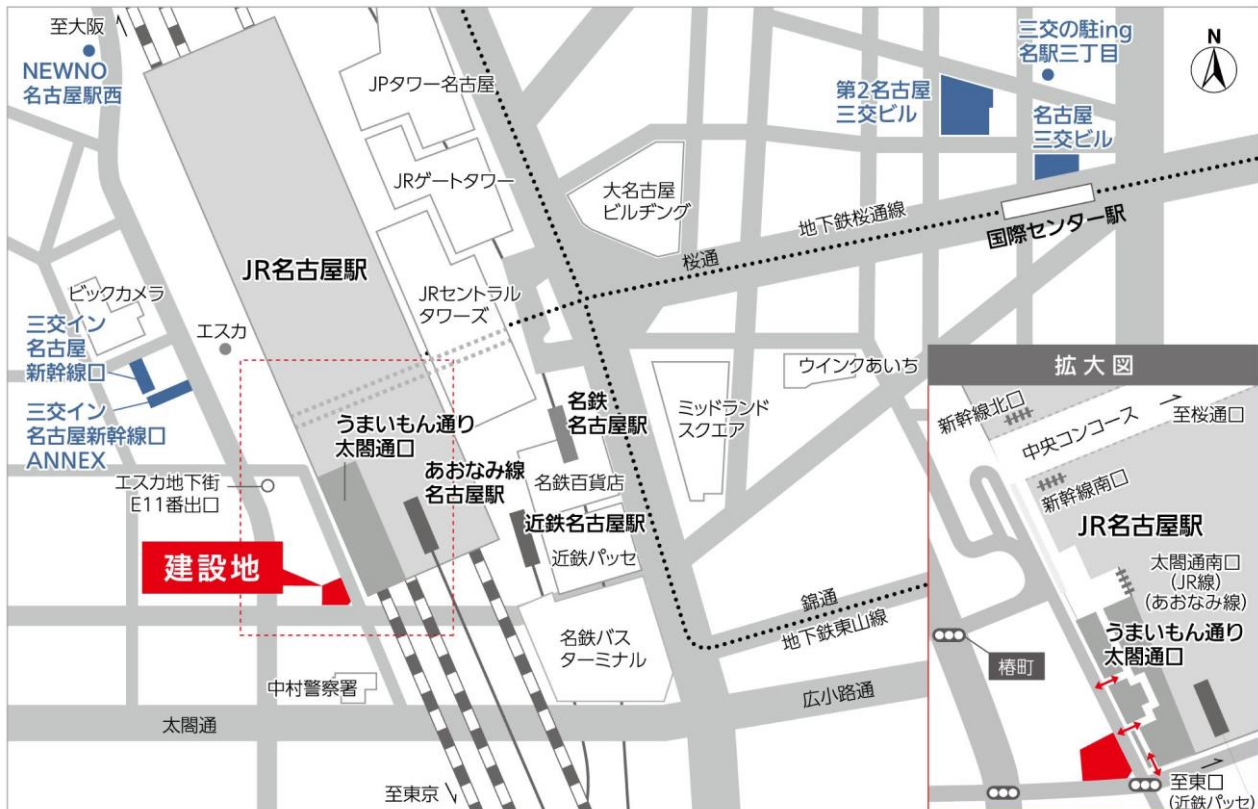 至大阪
NEWNO
名古屋駅西
JPタワー名古屋
JRゲートタワー
大名古屋
ビルヂング
第2名古屋
三交ビル
三交の駐ing
名駅三丁目
名古屋
三交ビル
N
地下鉄桜通線
国際センター駅
桜通
JR名古屋駅
JRセントラル
タワーズ
ビックカメラ
エスカ
三交イン
名古屋
新幹線口
三交イン
名古屋新幹線口
ANNEX
エスカ地下街
E11番出口
うまいもん通り
太閤通口
あおなみ線
名古屋駅
名鉄
名古屋駅
名鉄百貨店
近鉄名古屋駅
近鉄パッセ
ミッドランド
スクエア
ウインクあいち
建設地
名鉄バス
ターミナル
錦通
地下鉄東山線
中村警察署
太閤通
広小路通
至東京
拡大図
新幹線北口
中央コンコース
至桜通口
新幹線南口
JR名古屋駅
太閤通南口
(JR線)
(あおなみ線)
うまいもん通り
太閤通口
椿町
至東口
(近鉄パッセ)